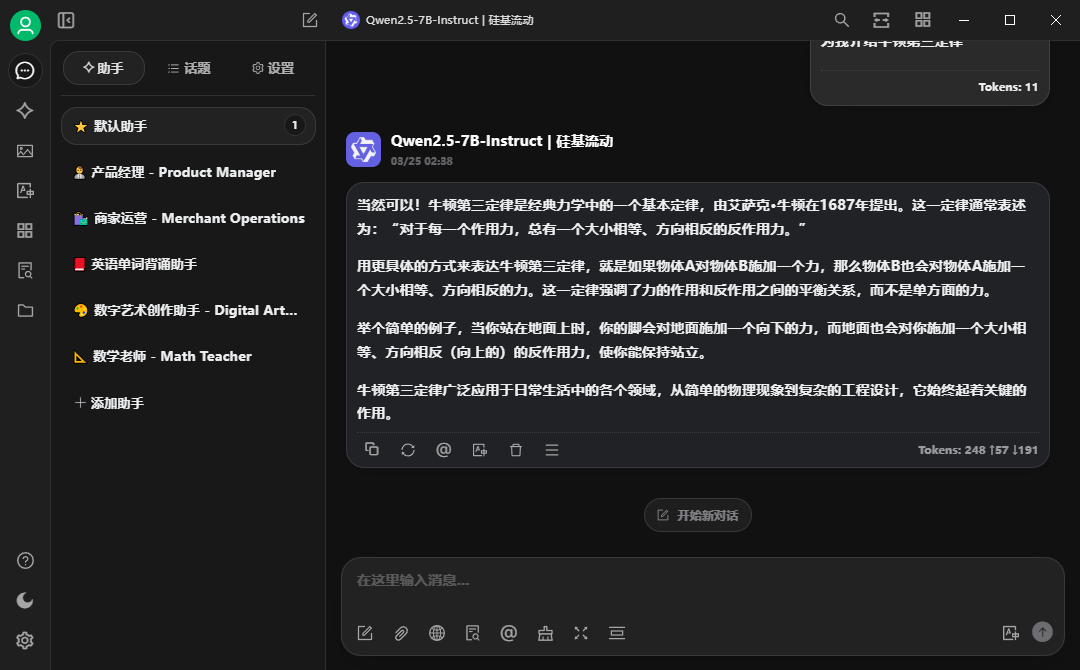 Qwen2.5-7B-Instruct | 硅基流动
助手
话题
设置
默认助手
1
产品经理 - Product Manager
商家运营 - Merchant Operations
英语单词背诵助手
数字艺术创作助手 - Digital Art...
数学老师 - Math Teacher
添加助手
为我介绍牛顿第三定律
Tokens: 11
Qwen2.5-7B-Instruct | 硅基流动
03/25 02:38
当然可以！牛顿第三定律是经典力学中的一个基本定律，由艾萨克•牛顿在1687年提出。这一定律通常表述
为：“对于每一个作用力，总有一个大小相等、方向相反的反作用力。”
用更具体的方式来表达牛顿第三定律，就是如果物体A对物体B施加一个力，那么物体B也会对物体A施加一
个大小相等、方向相反的力。这一定律强调了力的作用和反作用之间的平衡关系，而不是单方面的力。
举个简单的例子，当你站在地面上时，你的脚会对地面施加一个向下的力，而地面也会对你施加一个大小相
等、方向相反（向上的）的反作用力，使你能保持站立。
牛顿第三定律广泛应用于日常生活中的各个领域，从简单的物理现象到复杂的工程设计，它始终起着关键的
作用。
Tokens: 248 ↑57 ↓191
开始新对话
在这里输入消息...